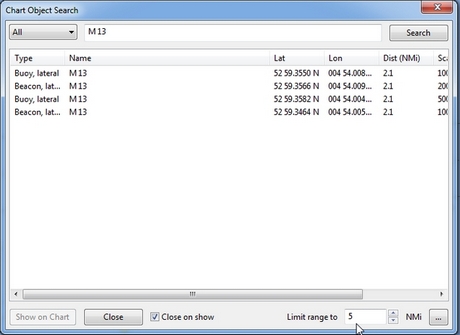 Chart Object Search
All M 13 Search
Type Name Lat Lon Dist (NMi) Sca
Buoy, lateral M 13 52 59.3550 N 004 54.008... 2.1 100
Beacon, lat... M 13 52 59.3566 N 004 54.009... 2.1 200
Buoy, lateral M 13 52 59.3582 N 004 54.004... 2.1 500
Beacon, lat... M 13 52 59.3464 N 004 54.005... 2.1 100
Show on Chart Close Close on show Limit range to 5 NMi ...